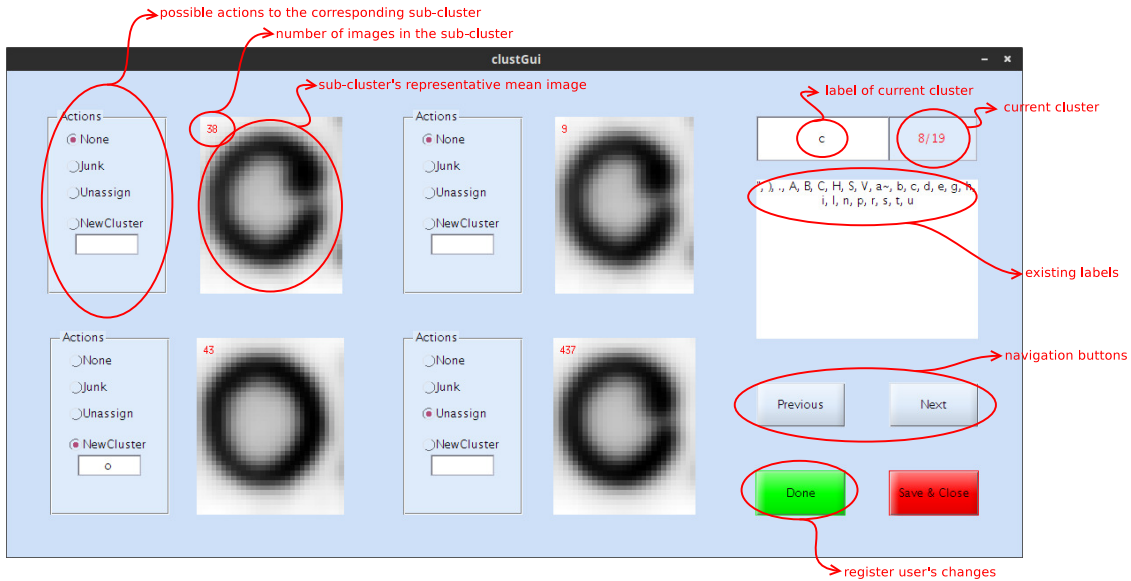 possible actions to the corresponding sub-cluster
number of images in the sub-cluster
clustGui
sub-cluster's representative mean image
label of current cluster
current cluster
Actions
None
Junk
Unassign
NewCluster
38
Actions
None
Junk
Unassign
NewCluster
9
c
8/19
", ), ., A, B, C, H, S, V, a~, b, c, d, e, g, h,
i, l, n, p, r, s, t, u
existing labels
Actions
None
Junk
Unassign
NewCluster
o
43
Actions
None
Junk
Unassign
NewCluster
437
navigation buttons
Previous
Next
Done
Save & Close
register user's changes